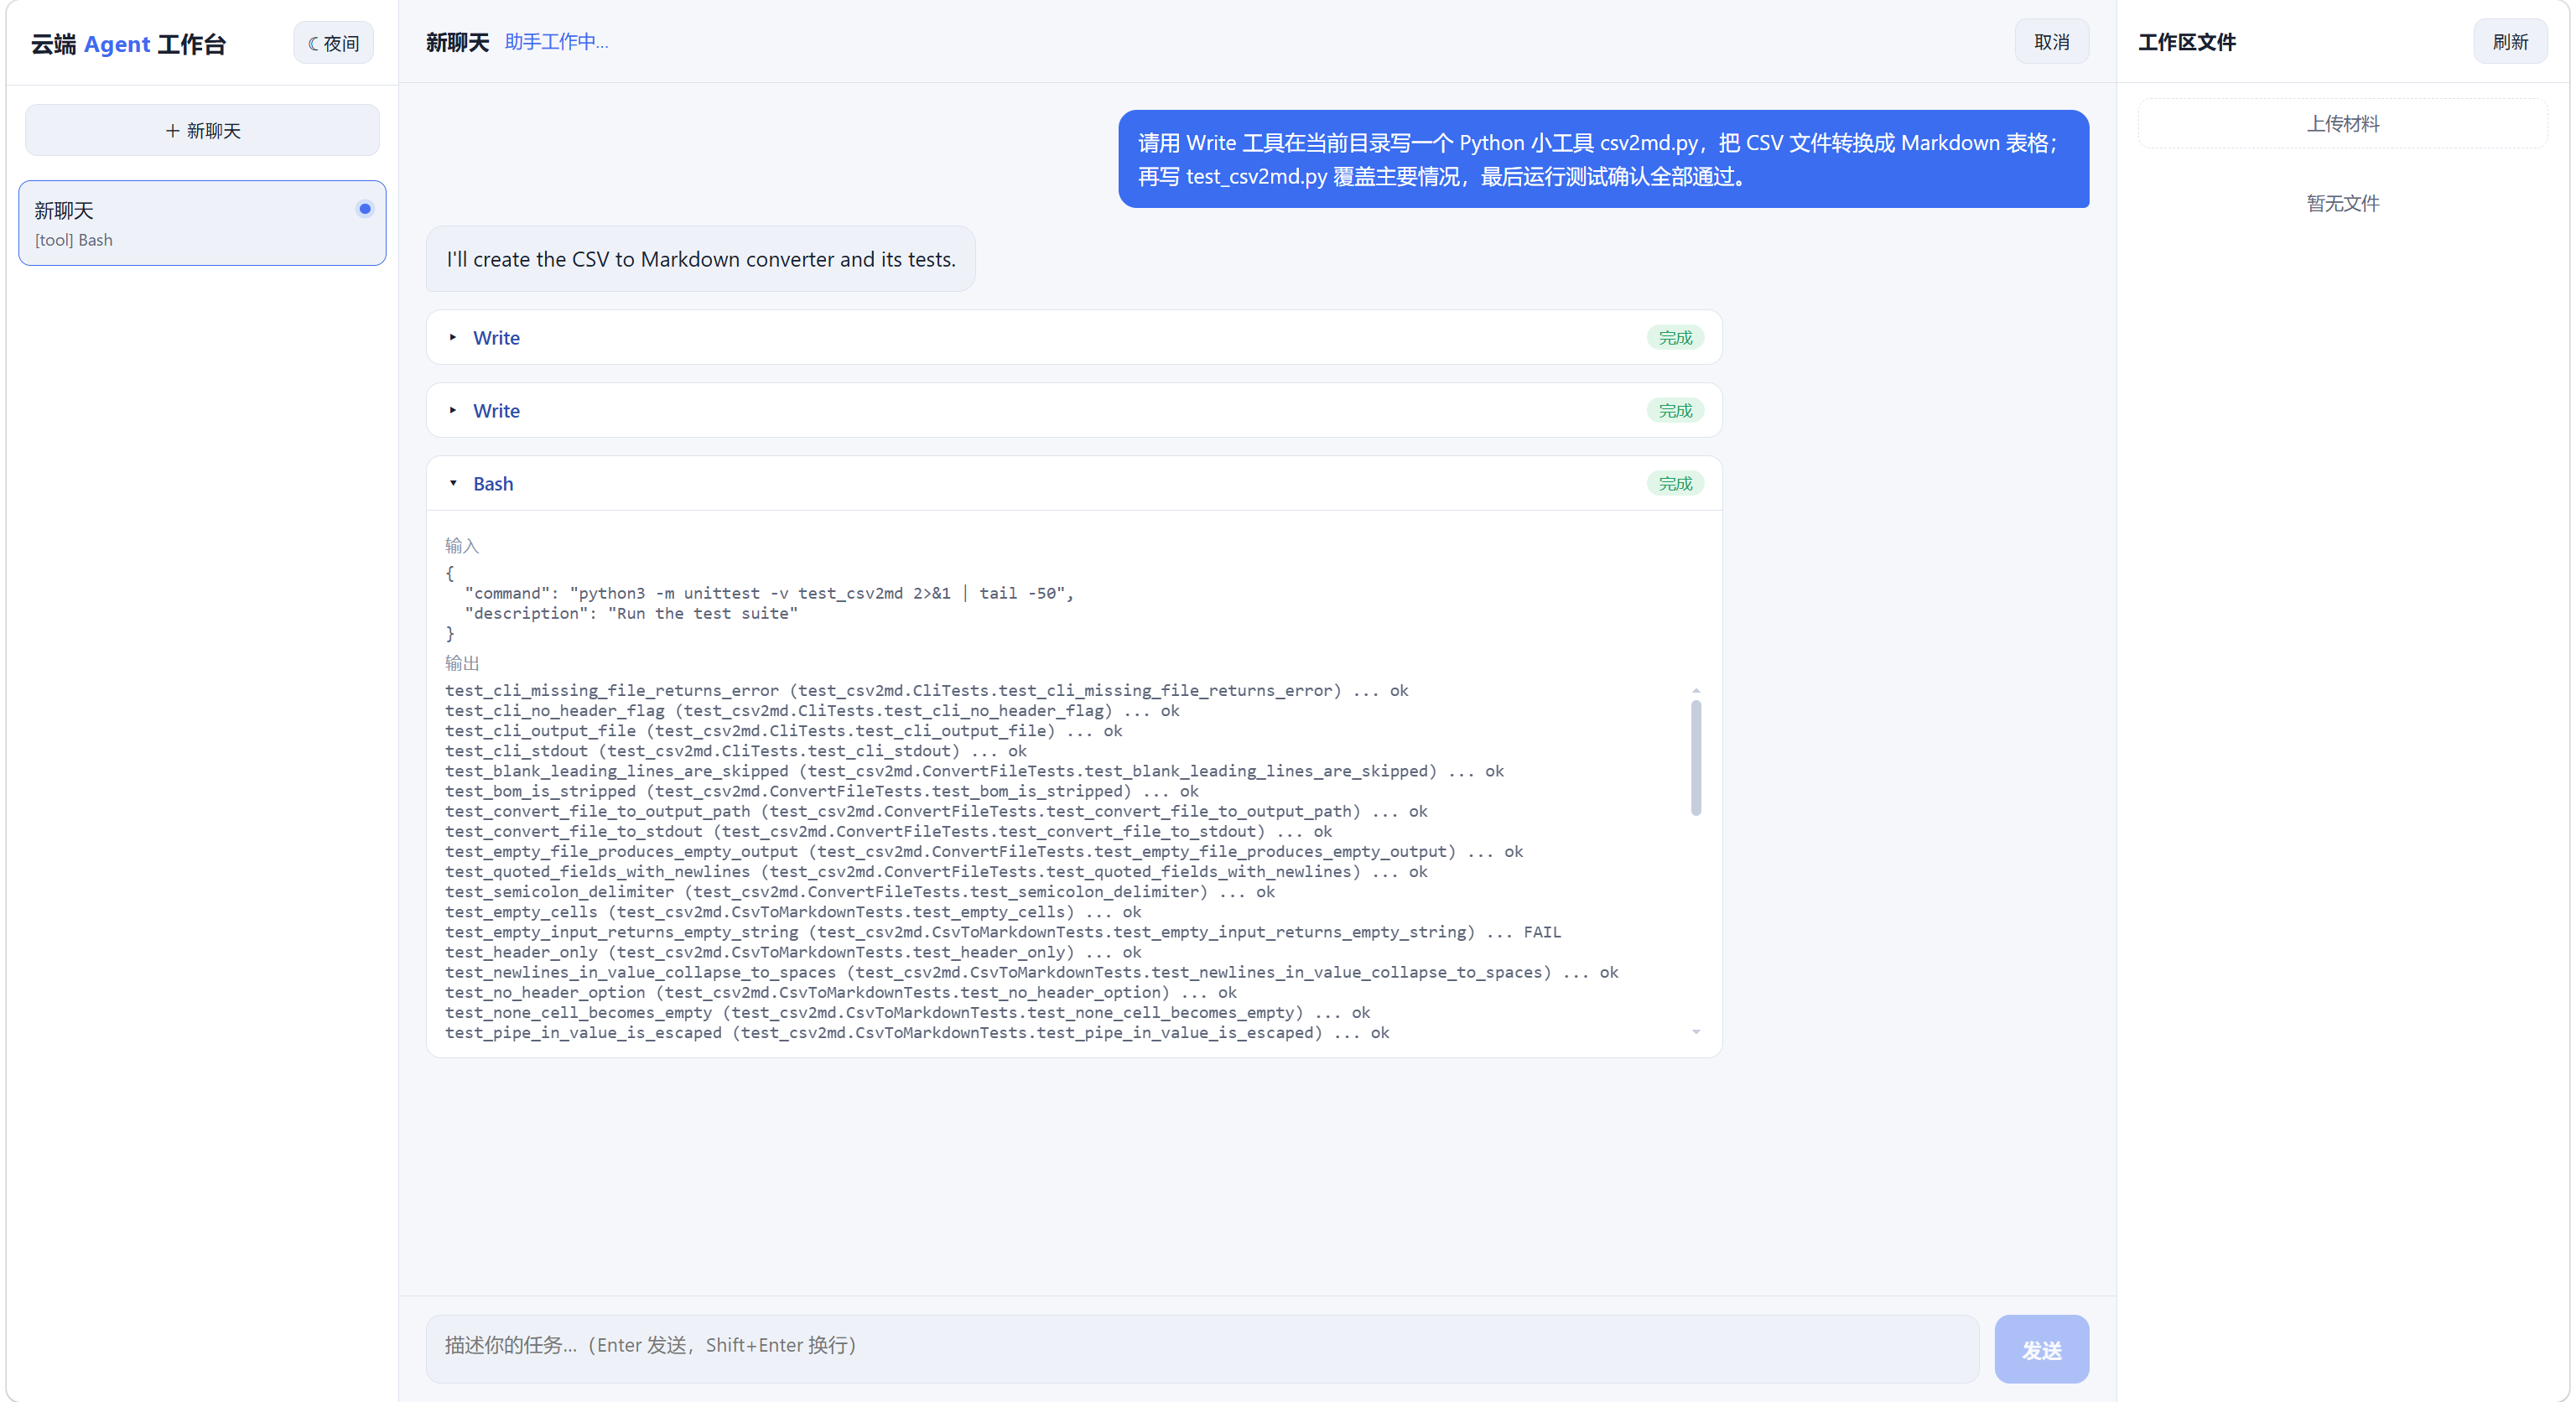 云端 Agent 工作台
☾ 夜间
＋ 新聊天
新聊天
[tool] Bash
新聊天 助手工作中...
取消
请用 Write 工具在当前目录写一个 Python 小工具 csv2md.py，把 CSV 文件转换成 Markdown 表格；
再写 test_csv2md.py 覆盖主要情况，最后运行测试确认全部通过。
I'll create the CSV to Markdown converter and its tests.
Write 完成
Write 完成
Bash 完成
输入
{
  "command": "python3 -m unittest -v test_csv2md 2>&1 | tail -50",
  "description": "Run the test suite"
}
输出
test_cli_missing_file_returns_error (test_csv2md.CliTests.test_cli_missing_file_returns_error) ... ok
test_cli_no_header_flag (test_csv2md.CliTests.test_cli_no_header_flag) ... ok
test_cli_output_file (test_csv2md.CliTests.test_cli_output_file) ... ok
test_cli_stdout (test_csv2md.CliTests.test_cli_stdout) ... ok
test_blank_leading_lines_are_skipped (test_csv2md.ConvertFileTests.test_blank_leading_lines_are_skipped) ... ok
test_bom_is_stripped (test_csv2md.ConvertFileTests.test_bom_is_stripped) ... ok
test_convert_file_to_output_path (test_csv2md.ConvertFileTests.test_convert_file_to_output_path) ... ok
test_convert_file_to_stdout (test_csv2md.ConvertFileTests.test_convert_file_to_stdout) ... ok
test_empty_file_produces_empty_output (test_csv2md.ConvertFileTests.test_empty_file_produces_empty_output) ... ok
test_quoted_fields_with_newlines (test_csv2md.ConvertFileTests.test_quoted_fields_with_newlines) ... ok
test_semicolon_delimiter (test_csv2md.ConvertFileTests.test_semicolon_delimiter) ... ok
test_empty_cells (test_csv2md.CsvToMarkdownTests.test_empty_cells) ... ok
test_empty_input_returns_empty_string (test_csv2md.CsvToMarkdownTests.test_empty_input_returns_empty_string) ... FAIL
test_header_only (test_csv2md.CsvToMarkdownTests.test_header_only) ... ok
test_newlines_in_value_collapse_to_spaces (test_csv2md.CsvToMarkdownTests.test_newlines_in_value_collapse_to_spaces) ... ok
test_no_header_option (test_csv2md.CsvToMarkdownTests.test_no_header_option) ... ok
test_none_cell_becomes_empty (test_csv2md.CsvToMarkdownTests.test_none_cell_becomes_empty) ... ok
test_pipe_in_value_is_escaped (test_csv2md.CsvToMarkdownTests.test_pipe_in_value_is_escaped) ... ok
描述你的任务...（Enter 发送，Shift+Enter 换行）
发送
工作区文件
刷新
上传材料
暂无文件